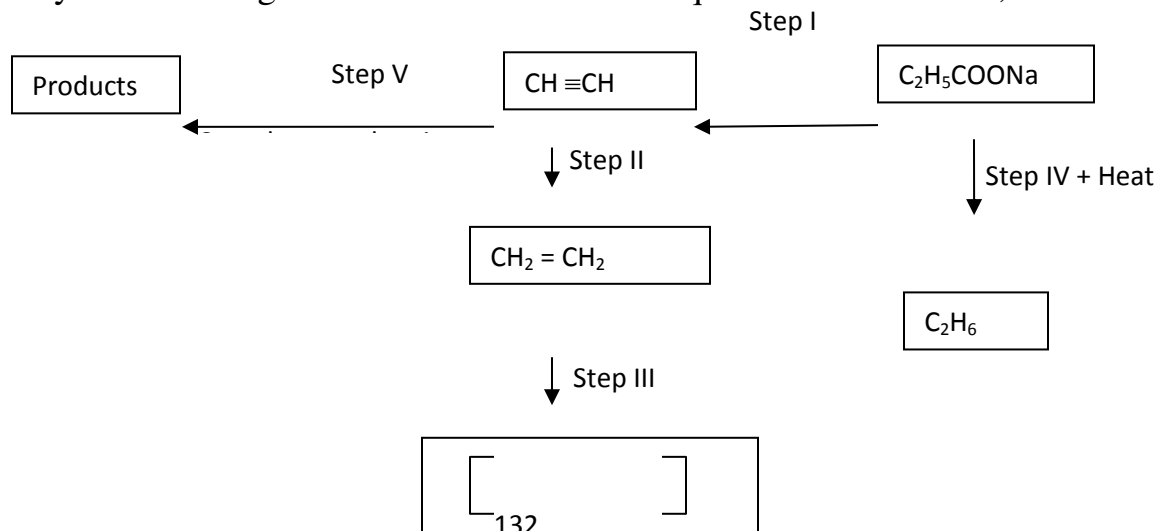 Step I
Products
Step V
CH ≡CH
C₂H₅COONa
Step II
Step IV + Heat
CH₂ = CH₂
C₂H₆
Step III
132